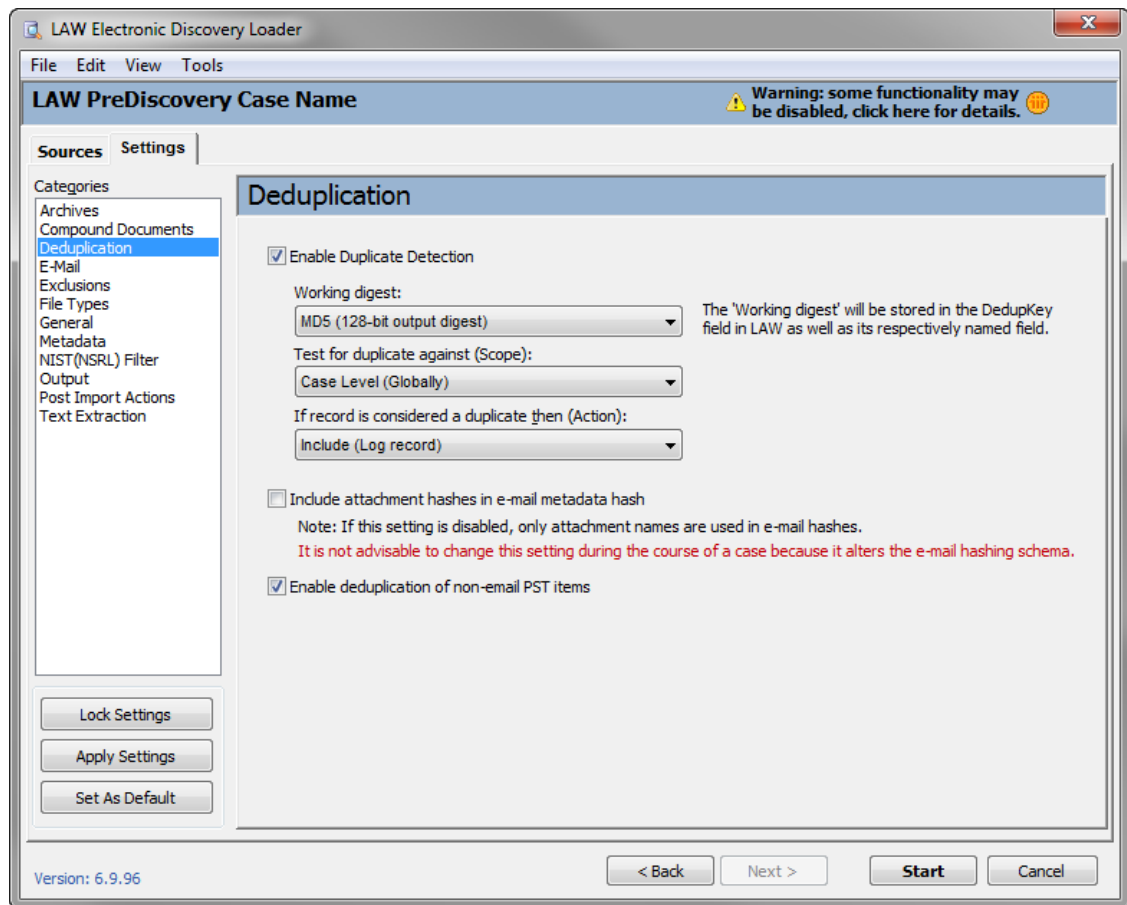 LAW Electronic Discovery Loader
File Edit View Tools
LAW PreDiscovery Case Name
Warning: some functionality may
be disabled, click here for details.
Sources Settings
Categories
Archives
Compound Documents
Deduplication
E-Mail
Exclusions
File Types
General
Metadata
NIST(NSRL) Filter
Output
Post Import Actions
Text Extraction
Lock Settings
Apply Settings
Set As Default
Deduplication
Enable Duplicate Detection
Working digest:
MD5 (128-bit output digest)
The 'Working digest' will be stored in the DedupKey
field in LAW as well as its respectively named field.
Test for duplicate against (Scope):
Case Level (Globally)
If record is considered a duplicate then (Action):
Include (Log record)
Include attachment hashes in e-mail metadata hash
Note: If this setting is disabled, only attachment names are used in e-mail hashes.
It is not advisable to change this setting during the course of a case because it alters the e-mail hashing schema.
Enable deduplication of non-email PST items
Version: 6.9.96
< Back
Next >
Start
Cancel